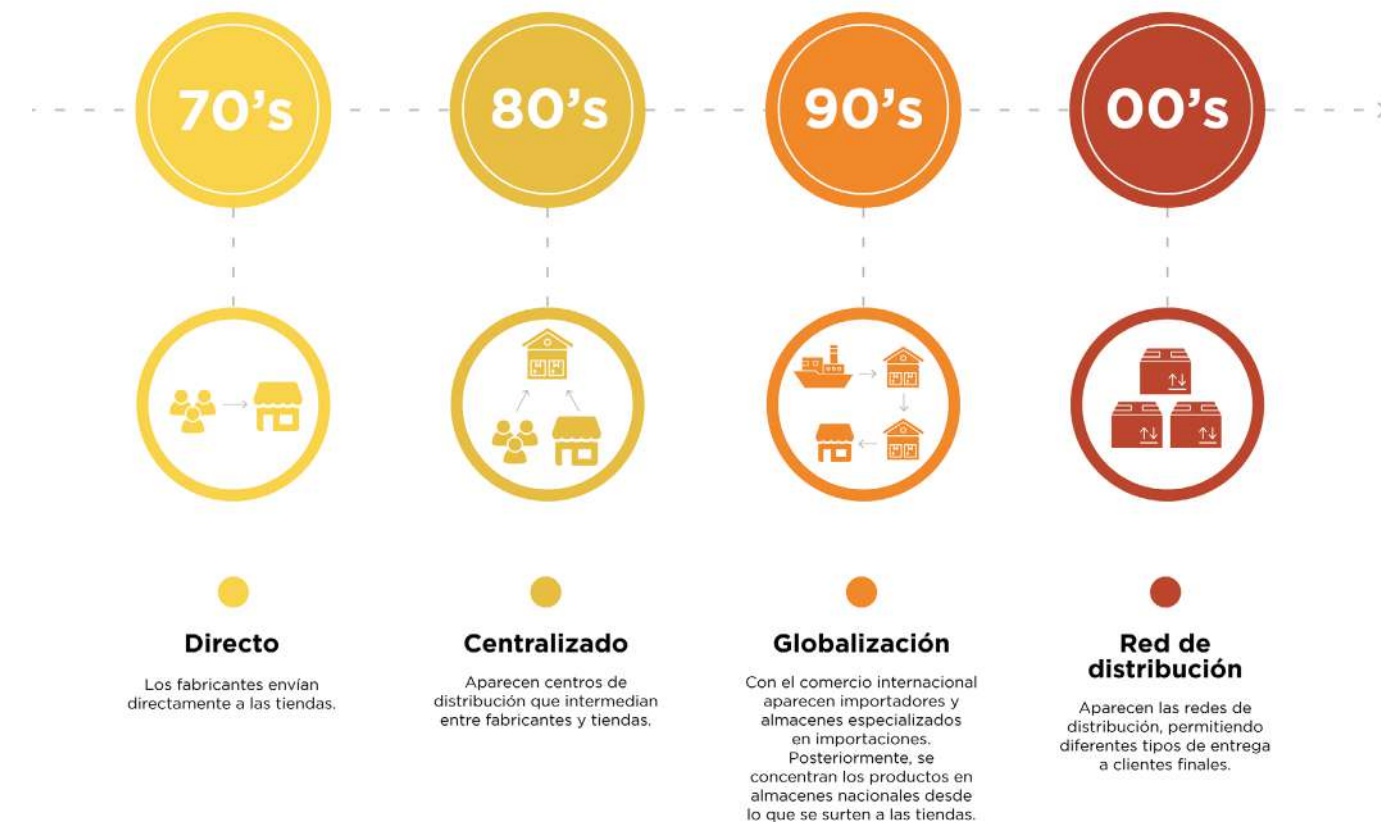 70's
80's
90's
00's
Directo
Los fabricantes envían
directamente a las tiendas.
Centralizado
Aparecen centros de
distribución que intermedian
entre fabricantes y tiendas.
Globalización
Con el comercio internacional
aparecen importadores y
almacenes especializados
en importaciones.
Posteriormente, se
concentran los productos en
almacenes nacionales desde
lo que se surten a las tiendas.
Red de
distribución
Aparecen las redes de
distribución, permitiendo
diferentes tipos de entrega
a clientes finales.